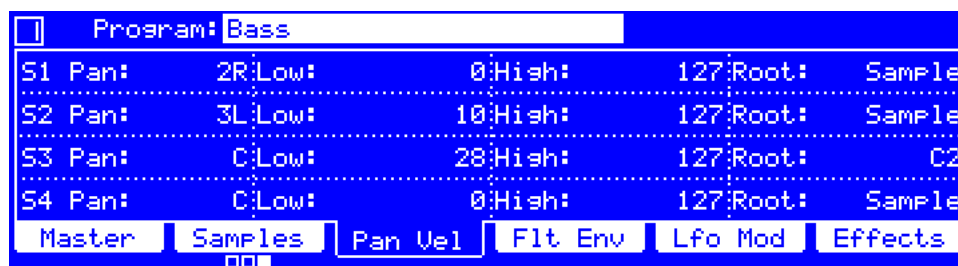 Program: Bass
S1 Pan: 2R Low: 0 High: 127 Root: Sample
S2 Pan: 3L Low: 10 High: 127 Root: Sample
S3 Pan: C Low: 28 High: 127 Root: C2
S4 Pan: C Low: 0 High: 127 Root: Sample
Master Samples Pan Vel Flt Env Lfo Mod Effects